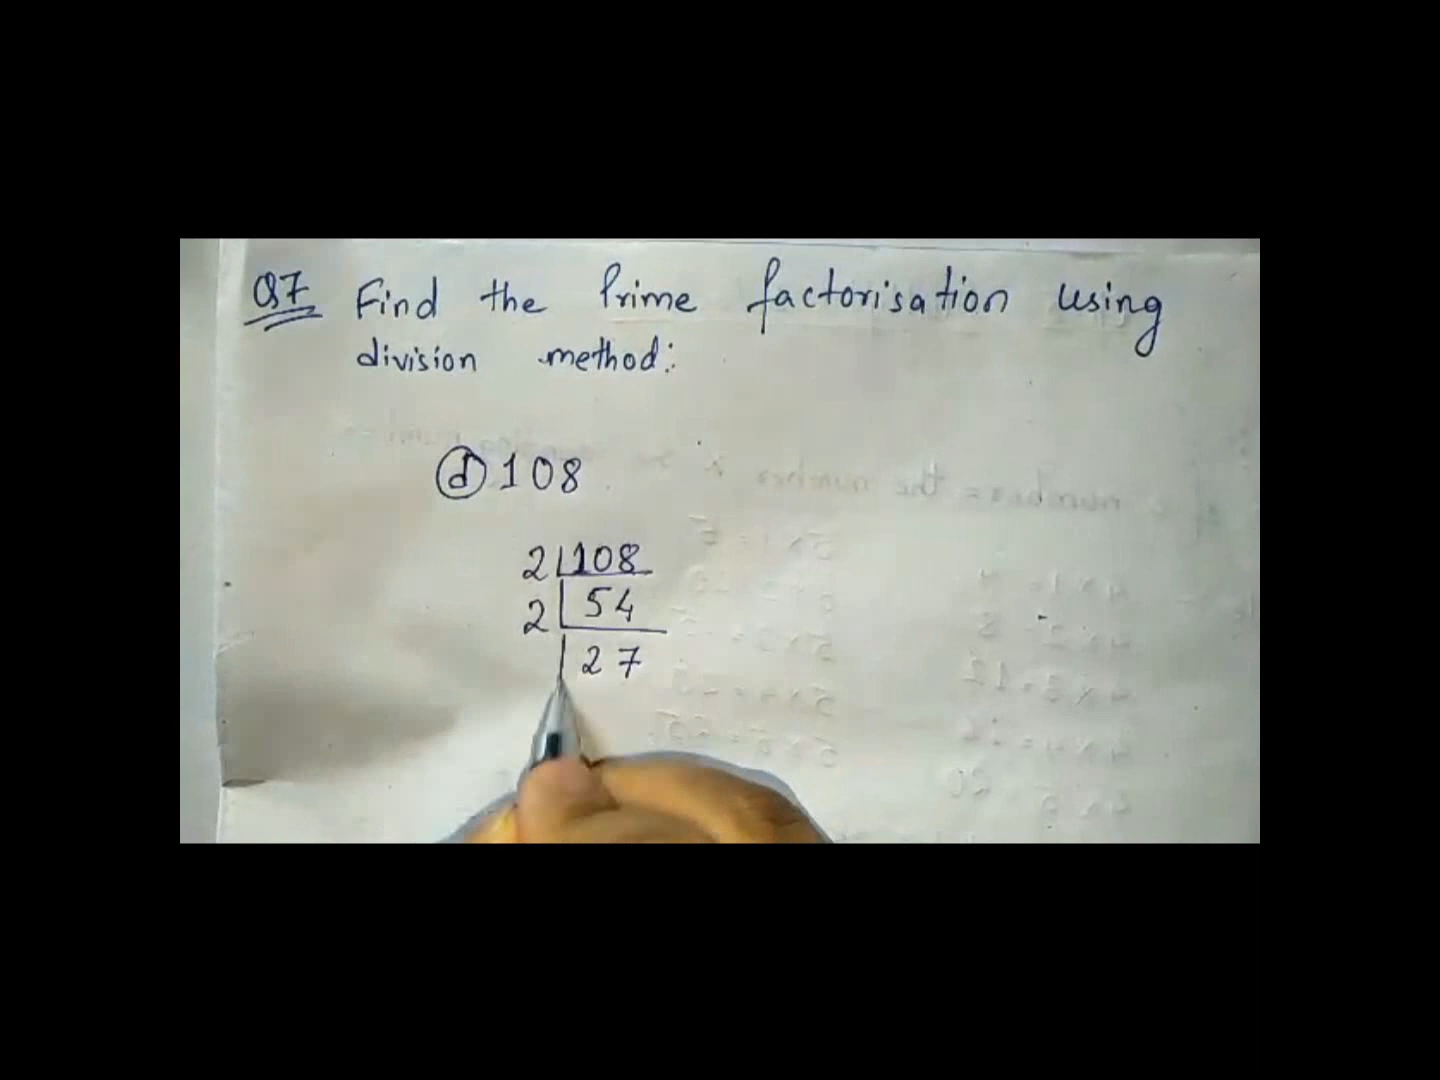 Q7 Find the Prime factorisation using
division method:
d 108
2 108
2 54
27